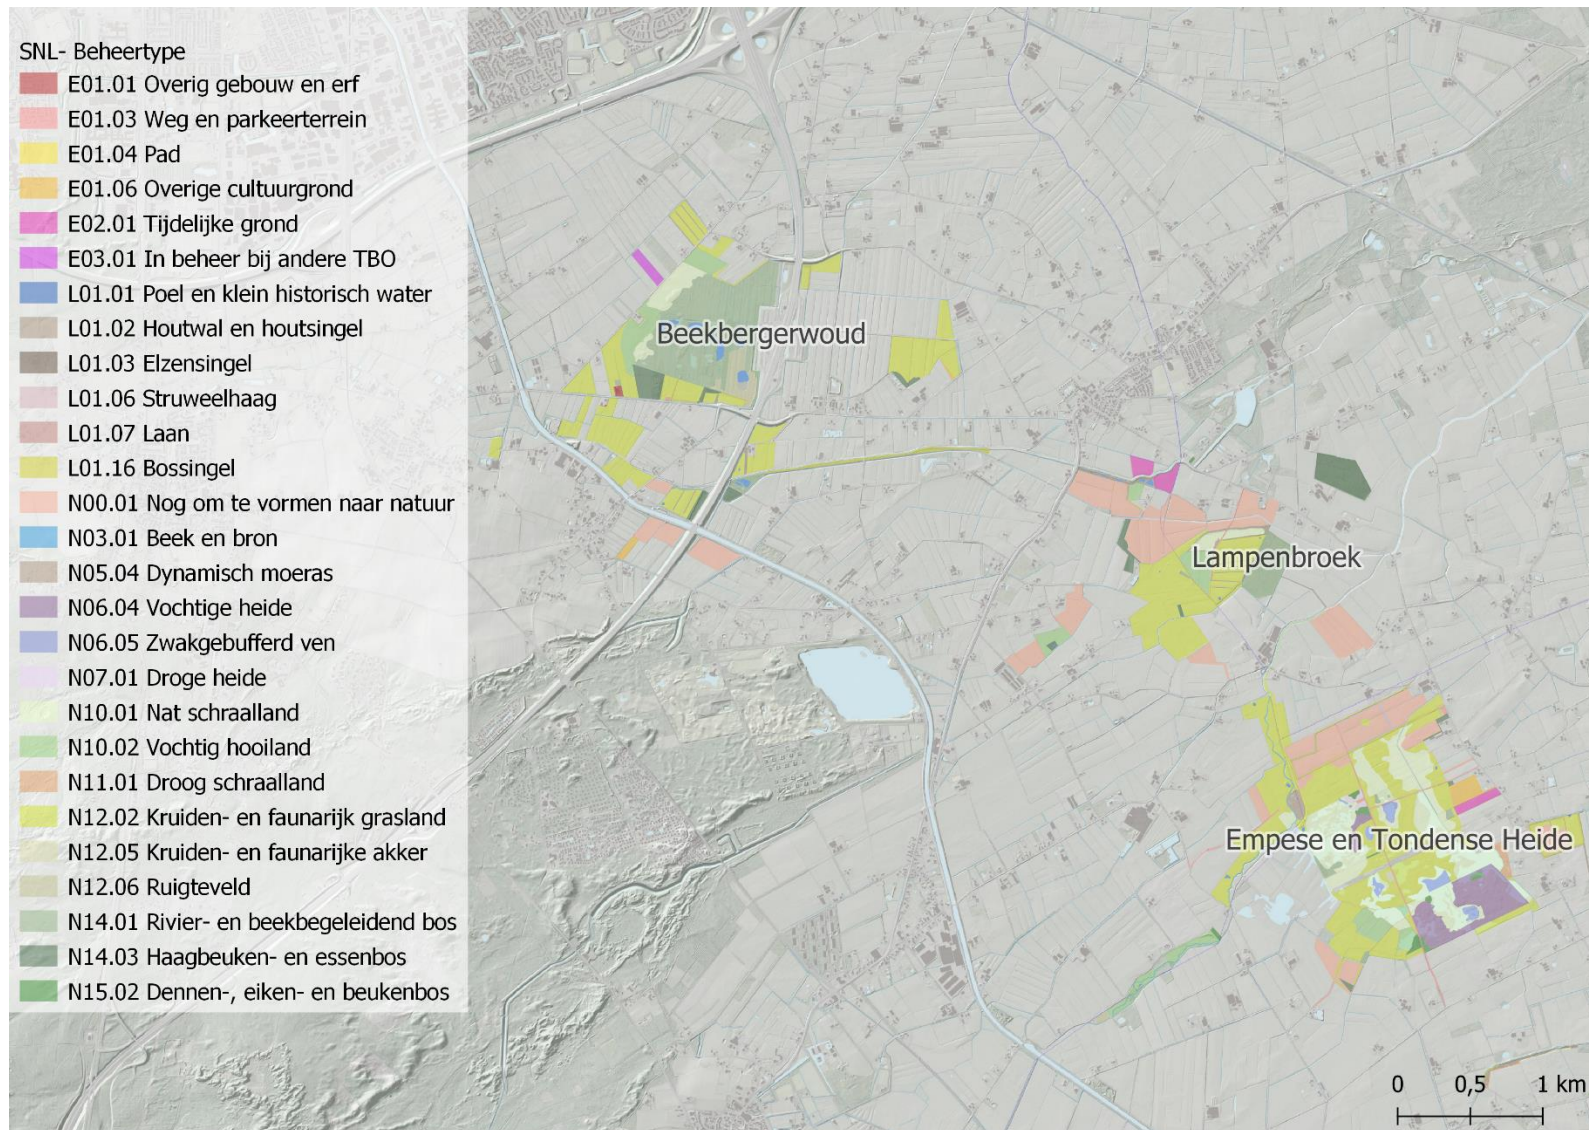 SNL- Beheertype
E01.01 Overig gebouw en erf
E01.03 Weg en parkeerterrein
E01.04 Pad
E01.06 Overige cultuurgrond
E02.01 Tijdelijke grond
E03.01 In beheer bij andere TBO
L01.01 Poel en klein historisch water
L01.02 Houtwal en houtsingel
L01.03 Elzensingel
L01.06 Struweelhaag
L01.07 Laan
L01.16 Bossingel
N00.01 Nog om te vormen naar natuur
N03.01 Beek en bron
N05.04 Dynamisch moeras
N06.04 Vochtige heide
N06.05 Zwakgebufferd ven
N07.01 Droge heide
N10.01 Nat schraalland
N10.02 Vochtig hooiland
N11.01 Droog schraalland
N12.02 Kruiden- en faunarijk grasland
N12.05 Kruiden- en faunarijke akker
N12.06 Ruigteveld
N14.01 Rivier- en beekbegeleidend bos
N14.03 Haagbeuken- en essenbos
N15.02 Dennen-, eiken- en beukenbos
Beekbergerwoud
Lampenbroek
Empese en Tondense Heide
0 0,5 1 km